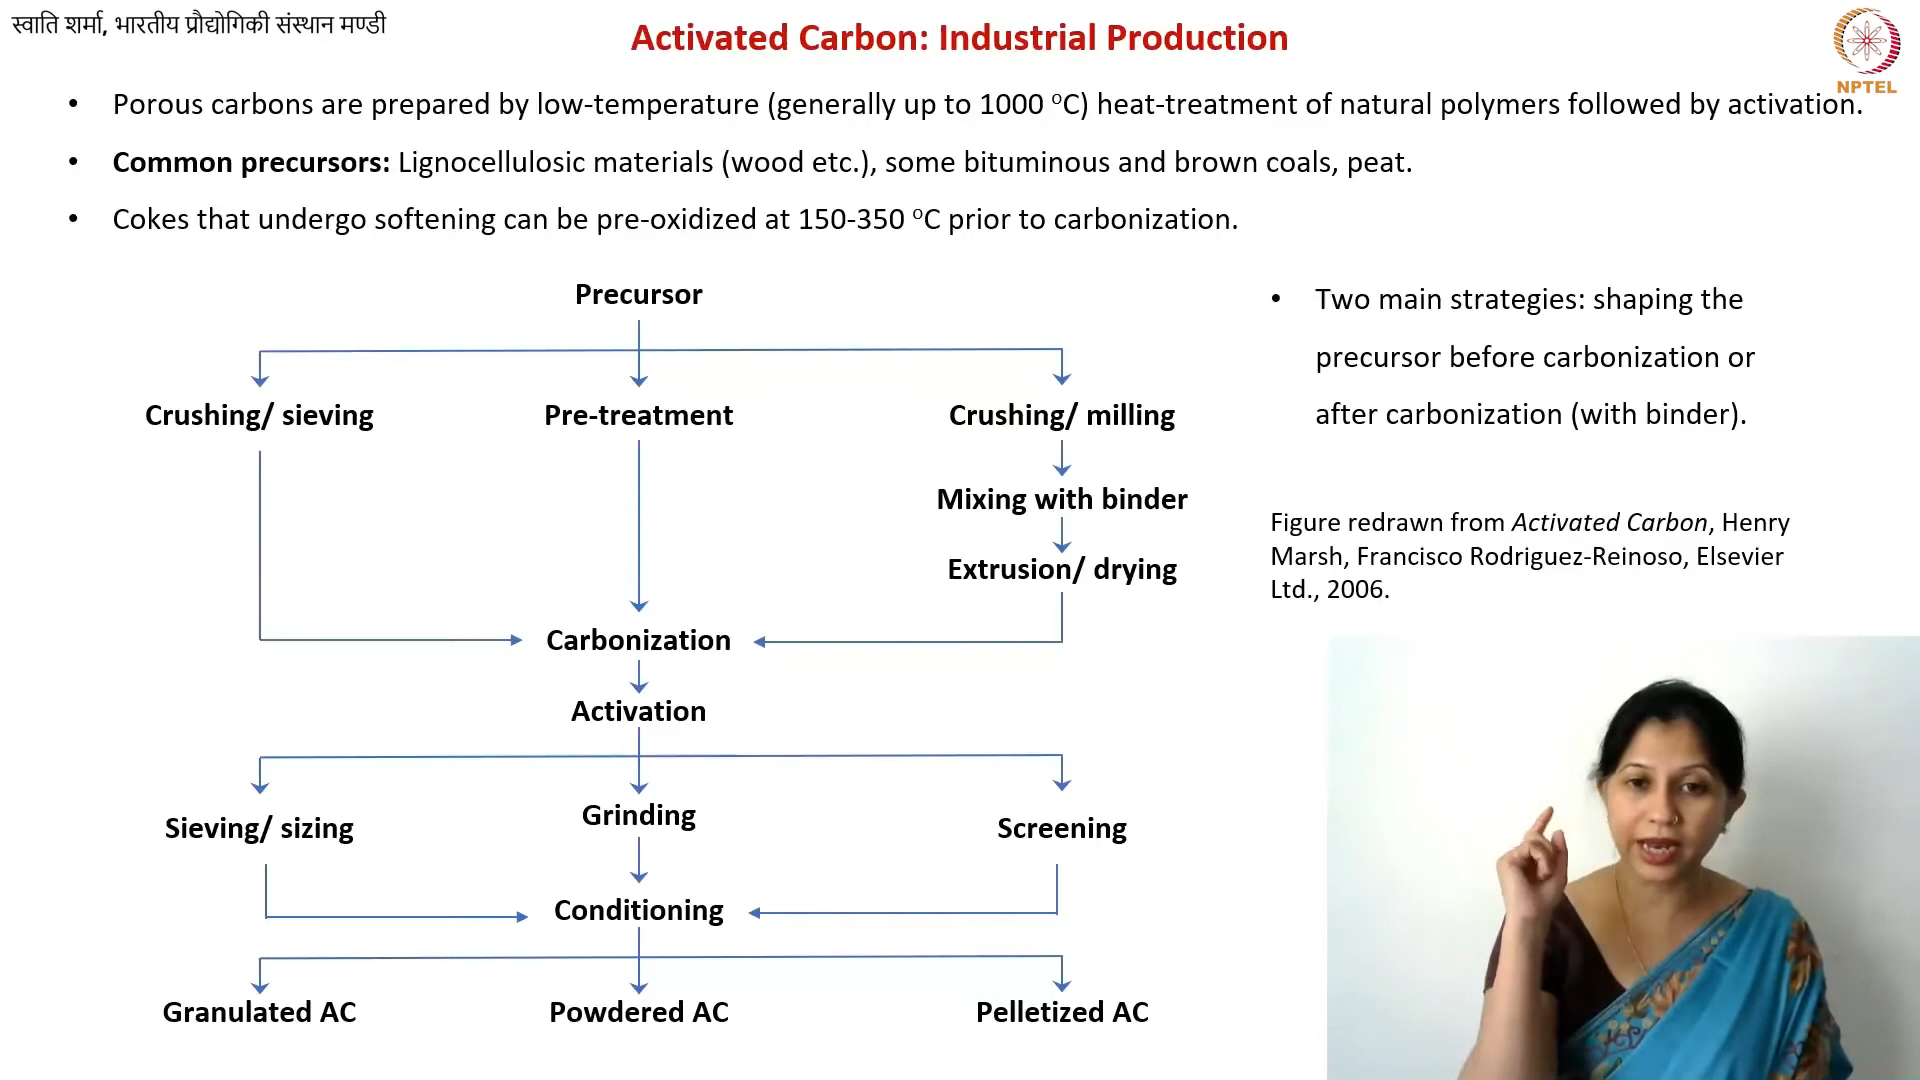 स्वाति शर्मा, भारतीय प्रौद्योगिकी संस्थान मण्डी
Activated Carbon: Industrial Production
NPTEL
• Porous carbons are prepared by low-temperature (generally up to 1000 ⁰C) heat-treatment of natural polymers followed by activation.
• Common precursors: Lignocellulosic materials (wood etc.), some bituminous and brown coals, peat.
• Cokes that undergo softening can be pre-oxidized at 150-350 ⁰C prior to carbonization.
Precursor
Crushing/ sieving
Pre-treatment
Crushing/ milling
Mixing with binder
Extrusion/ drying
Carbonization
Activation
Sieving/ sizing
Grinding
Screening
Conditioning
Granulated AC
Powdered AC
Pelletized AC
• Two main strategies: shaping the
precursor before carbonization or
after carbonization (with binder).
Figure redrawn from Activated Carbon, Henry
Marsh, Francisco Rodriguez-Reinoso, Elsevier
Ltd., 2006.